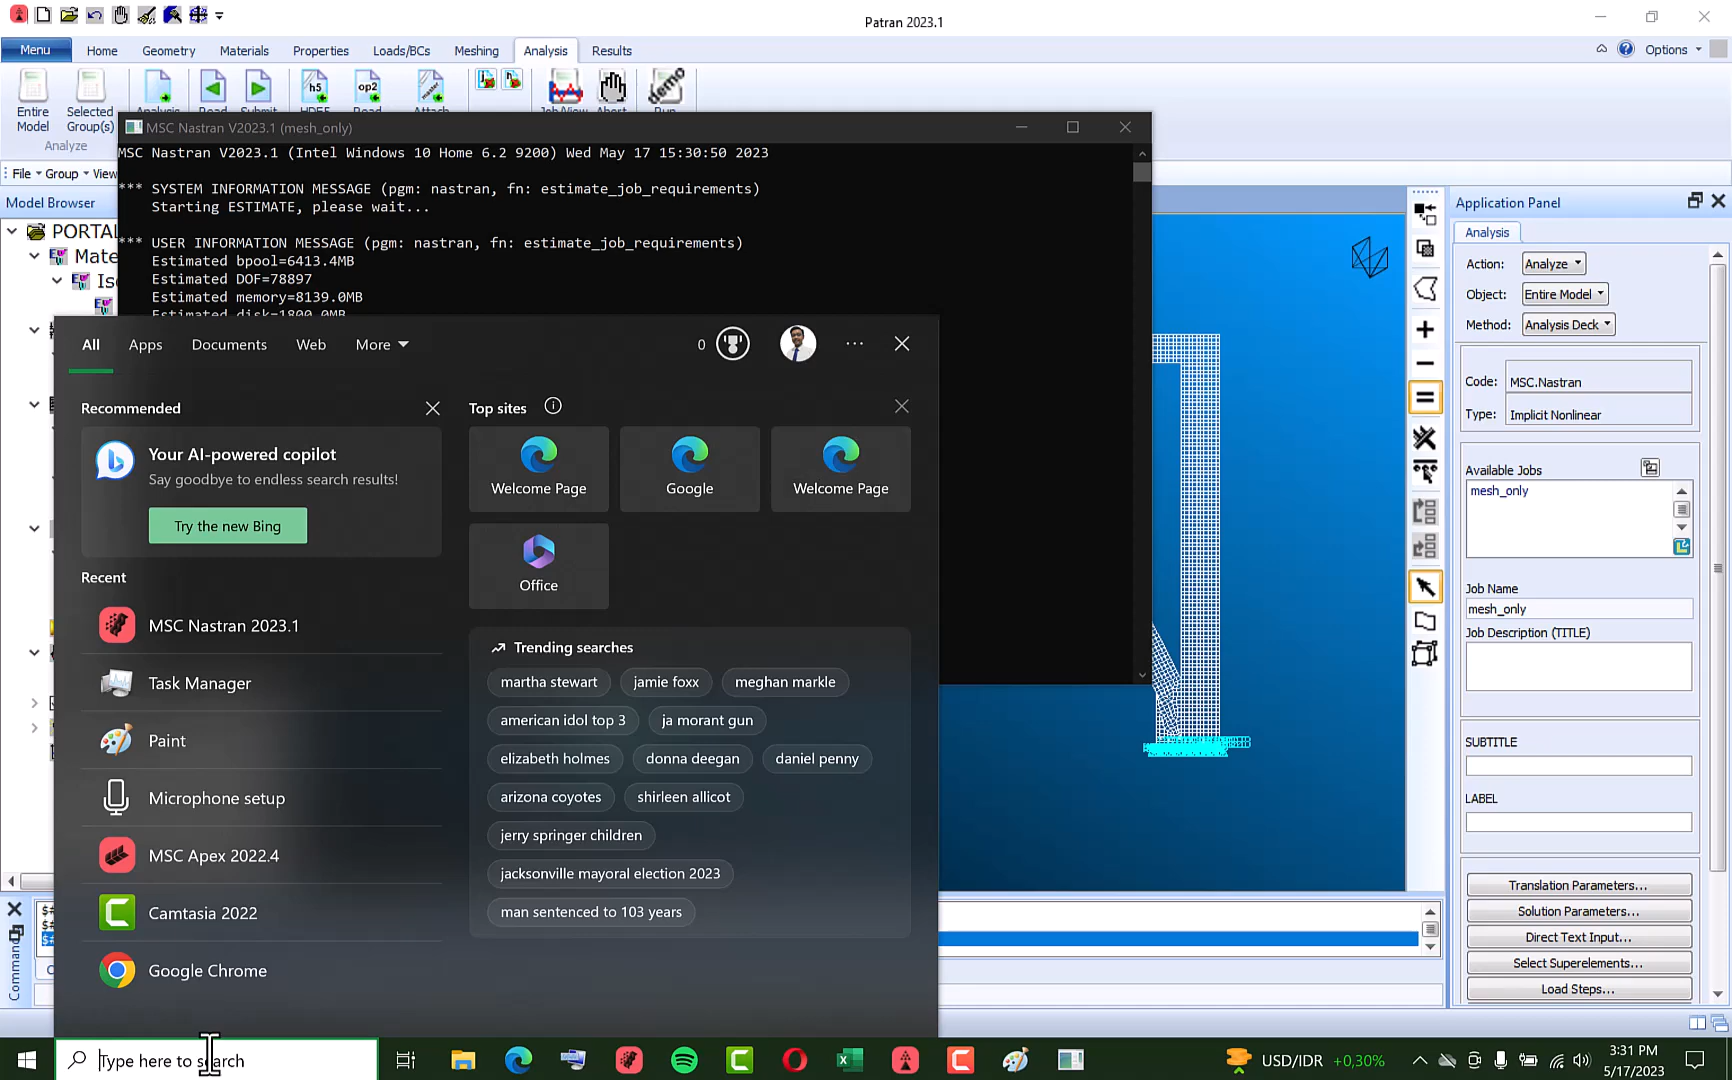 Patran 2023.1
Menu Home Geometry Materials Properties Loads/BCs Meshing Analysis Results Options
Entire Model
Selected Group(s)
Analyze
File Group View
MSC Nastran V2023.1 (mesh_only)
MSC Nastran V2023.1 (Intel Windows 10 Home 6.2 9200) Wed May 17 15:30:50 2023
*** SYSTEM INFORMATION MESSAGE (pgm: nastran, fn: estimate_job_requirements)
Starting ESTIMATE, please wait...
*** USER INFORMATION MESSAGE (pgm: nastran, fn: estimate_job_requirements)
Estimated bpool=6413.4MB
Estimated DOF=78897
Estimated memory=8139.0MB
Estimated disk=1800.0MB
Model Browser
PORTAL
Mate
Iso
All Apps Documents Web More 0
Recommended
Your AI-powered copilot
Say goodbye to endless search results!
Try the new Bing
Recent
MSC Nastran 2023.1
Task Manager
Paint
Microphone setup
MSC Apex 2022.4
Camtasia 2022
Google Chrome
Top sites
Welcome Page
Google
Welcome Page
Office
Trending searches
martha stewart
jamie foxx
meghan markle
american idol top 3
ja morant gun
elizabeth holmes
donna deegan
daniel penny
arizona coyotes
shirleen allicot
jerry springer children
jacksonville mayoral election 2023
man sentenced to 103 years
Application Panel
Analysis
Action: Analyze
Object: Entire Model
Method: Analysis Deck
Code: MSC.Nastran
Type: Implicit Nonlinear
Available Jobs
mesh_only
Job Name
mesh_only
Job Description (TITLE)
SUBTITLE
LABEL
Translation Parameters...
Solution Parameters...
Direct Text Input...
Select Superelements...
Load Steps...
Type here to search
USD/IDR +0,30%
3:31 PM
5/17/2023